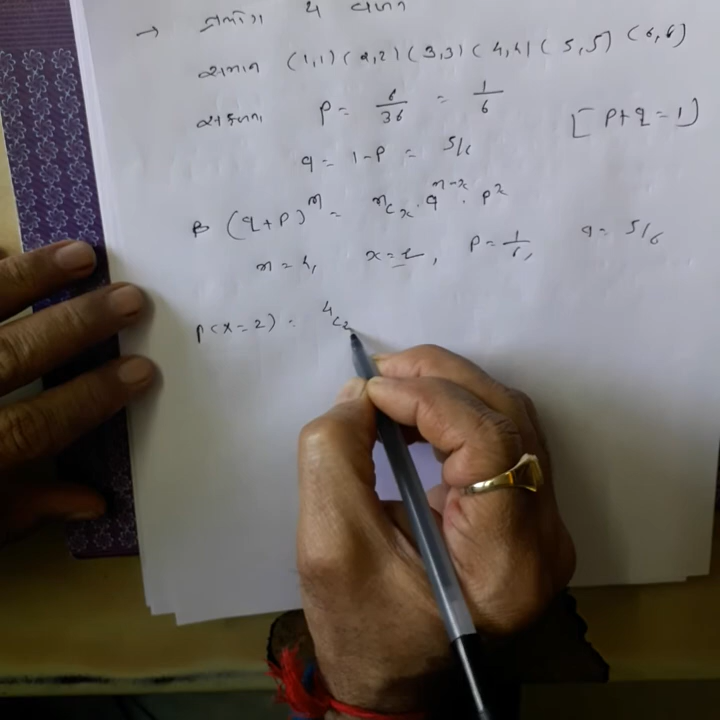 → પ્રયોગ 4 વખત
સમાન (1,1) (2,2) (3,3) (4,4) (5,5) (6,6)
સફળતા P = 6/36 = 1/6 [P+q=1]
q = 1-P = 5/6
B (q+p)^n = nCx · q^(n-x) · p^x
n = 4, x = 2, P = 1/6, q = 5/6
P(x=2) = 4C2